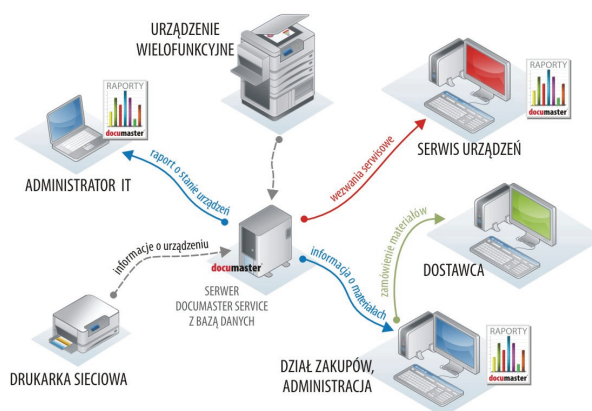 URZĄDZENIE
WIELOFUNKCYJNE
RAPORTY
documaster
ADMINISTRATOR IT
RAPORTY
documaster
SERWIS URZĄDZEŃ
raport o stanie urządzeń
wezwania serwisowe
informacje o urządzeniu
documaster
SERWER
DOCUMASTER SERVICE
Z BAZĄ DANYCH
informacja o materiałach
zamówienie materiałów
DOSTAWCA
DRUKARKA SIECIOWA
DZIAŁ ZAKUPÓW,
ADMINISTRACJA
RAPORTY
documaster